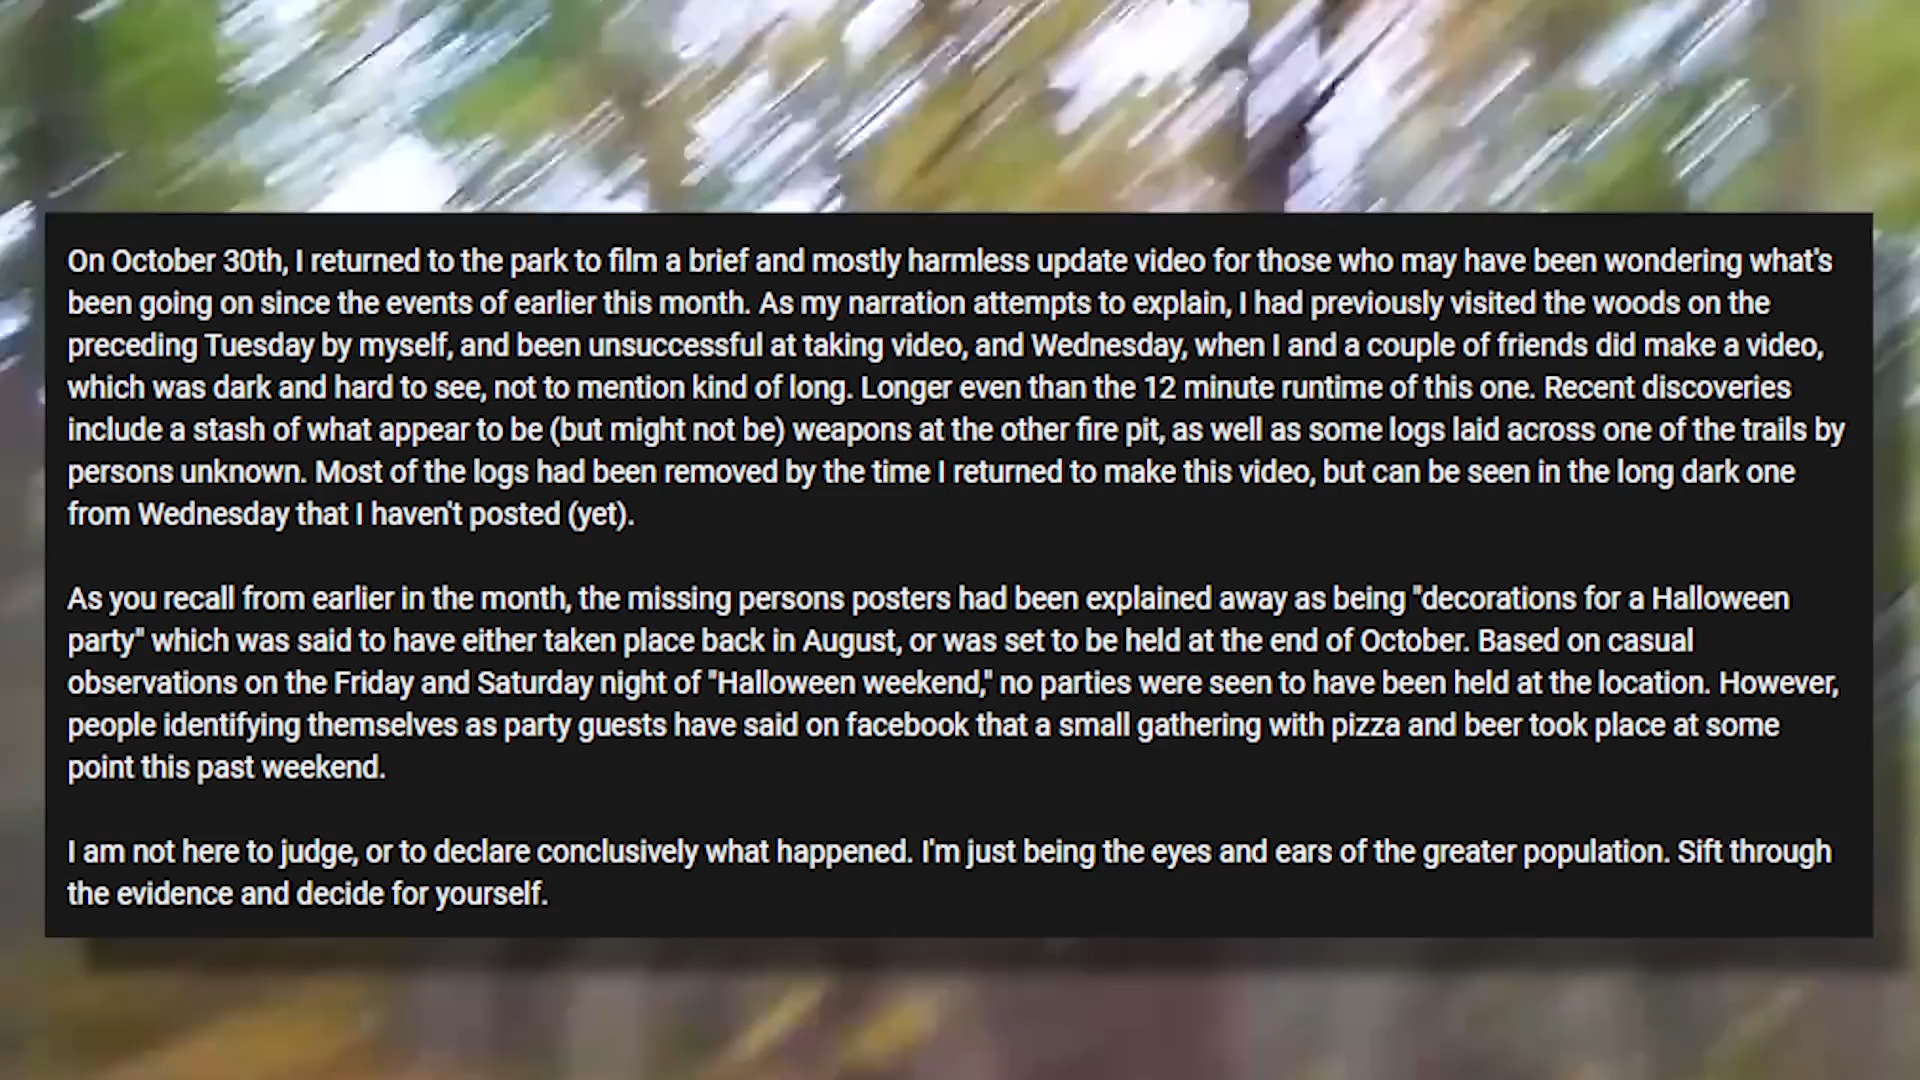 On October 30th, I returned to the park to film a brief and mostly harmless update video for those who may have been wondering what's
been going on since the events of earlier this month. As my narration attempts to explain, I had previously visited the woods on the
preceding Tuesday by myself, and been unsuccessful at taking video, and Wednesday, when I and a couple of friends did make a video,
which was dark and hard to see, not to mention kind of long. Longer even than the 12 minute runtime of this one. Recent discoveries
include a stash of what appear to be (but might not be) weapons at the other fire pit, as well as some logs laid across one of the trails by
persons unknown. Most of the logs had been removed by the time I returned to make this video, but can be seen in the long dark one
from Wednesday that I haven't posted (yet).
As you recall from earlier in the month, the missing persons posters had been explained away as being "decorations for a Halloween
party" which was said to have either taken place back in August, or was set to be held at the end of October. Based on casual
observations on the Friday and Saturday night of "Halloween weekend," no parties were seen to have been held at the location. However,
people identifying themselves as party guests have said on facebook that a small gathering with pizza and beer took place at some
point this past weekend.
I am not here to judge, or to declare conclusively what happened. I'm just being the eyes and ears of the greater population. Sift through
the evidence and decide for yourself.